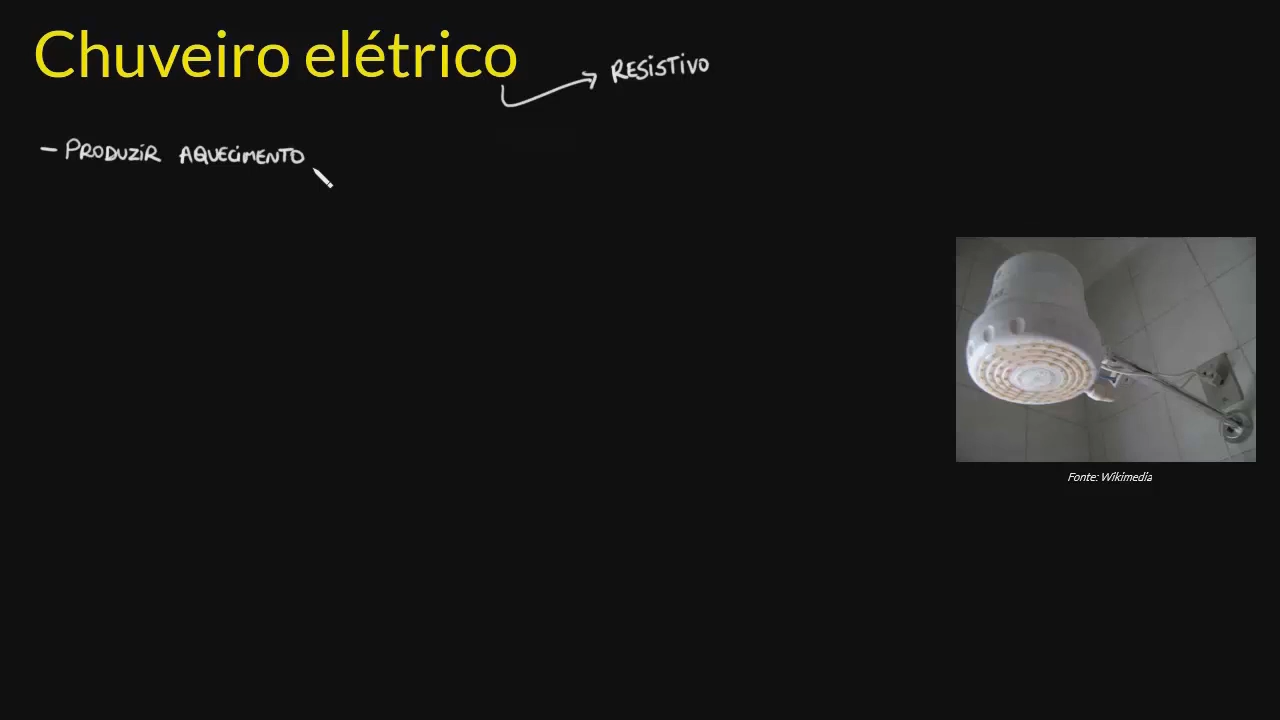 Chuveiro elétrico
RESISTIVO
- PRODUZIR AQUECIMENTO
Fonte: Wikimedia